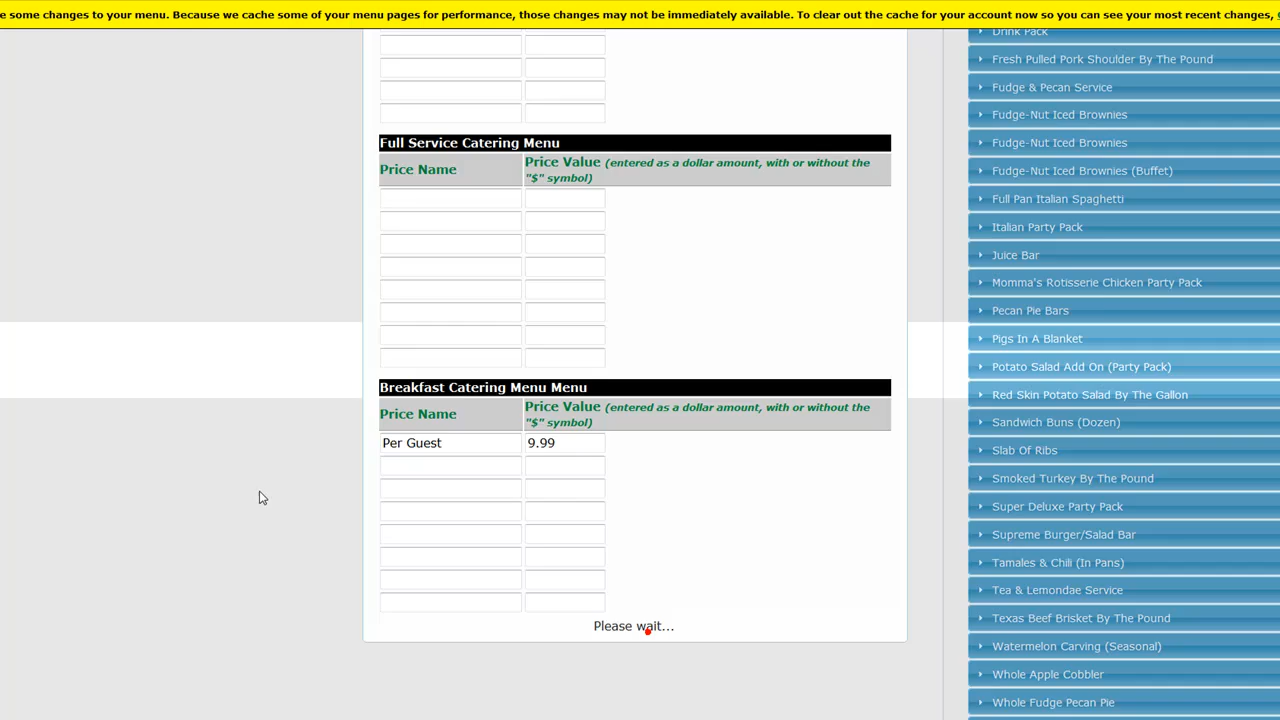 e some changes to your menu. Because we cache some of your menu pages for performance, those changes may not be immediately available. To clear out the cache for your account now so you can see your most recent changes,
Drink Pack
Fresh Pulled Pork Shoulder By The Pound
Fudge & Pecan Service
Fudge-Nut Iced Brownies
Fudge-Nut Iced Brownies
Fudge-Nut Iced Brownies (Buffet)
Full Pan Italian Spaghetti
Italian Party Pack
Juice Bar
Momma's Rotisserie Chicken Party Pack
Pecan Pie Bars
Pigs In A Blanket
Potato Salad Add On (Party Pack)
Red Skin Potato Salad By The Gallon
Sandwich Buns (Dozen)
Slab Of Ribs
Smoked Turkey By The Pound
Super Deluxe Party Pack
Supreme Burger/Salad Bar
Tamales & Chili (In Pans)
Tea & Lemondae Service
Texas Beef Brisket By The Pound
Watermelon Carving (Seasonal)
Whole Apple Cobbler
Whole Fudge Pecan Pie
Full Service Catering Menu
Price Name
Price Value (entered as a dollar amount, with or without the
"$" symbol)
Breakfast Catering Menu Menu
Price Name
Price Value (entered as a dollar amount, with or without the
"$" symbol)
Per Guest
9.99
Please wait...